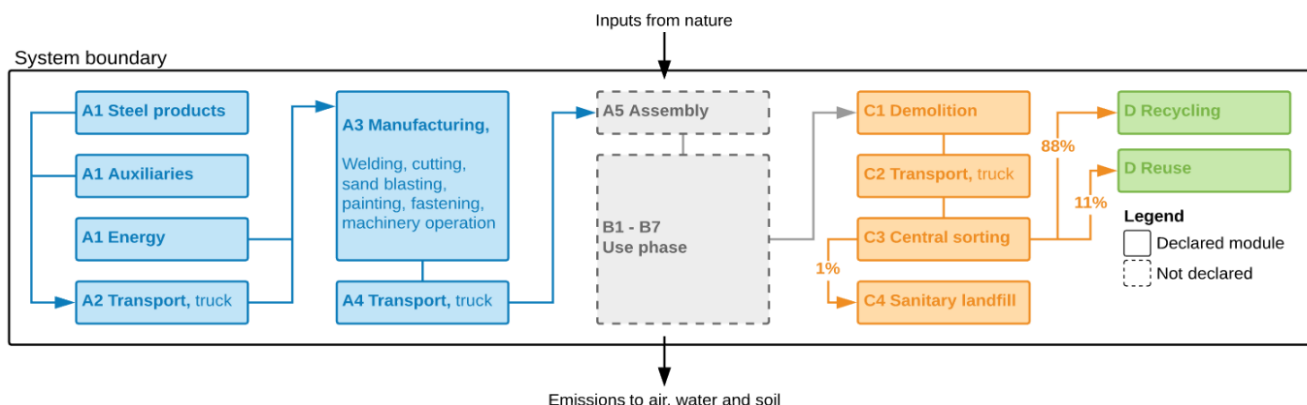 Inputs from nature
System boundary
A1 Steel products
A1 Auxiliaries
A1 Energy
A2 Transport, truck
A3 Manufacturing,
Welding, cutting,
sand blasting,
painting, fastening,
machinery operation
A4 Transport, truck
A5 Assembly
B1 - B7
Use phase
C1 Demolition
C2 Transport, truck
C3 Central sorting
1%
C4 Sanitary landfill
88%
11%
D Recycling
D Reuse
Legend
Declared module
Not declared
Emissions to air, water and soil